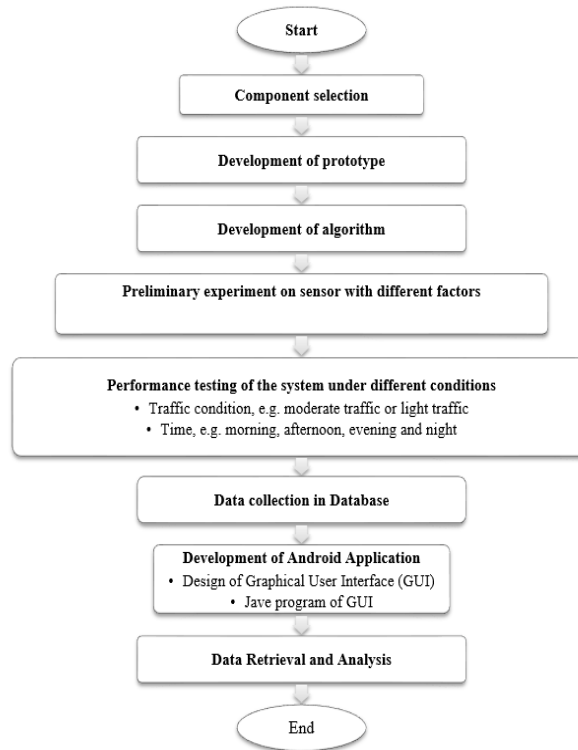 Start
Component selection
Development of prototype
Development of algorithm
Preliminary experiment on sensor with different factors
Performance testing of the system under different conditions
• Traffic condition, e.g. moderate traffic or light traffic
• Time, e.g. morning, afternoon, evening and night
Data collection in Database
Development of Android Application
• Design of Graphical User Interface (GUI)
• Jave program of GUI
Data Retrieval and Analysis
End